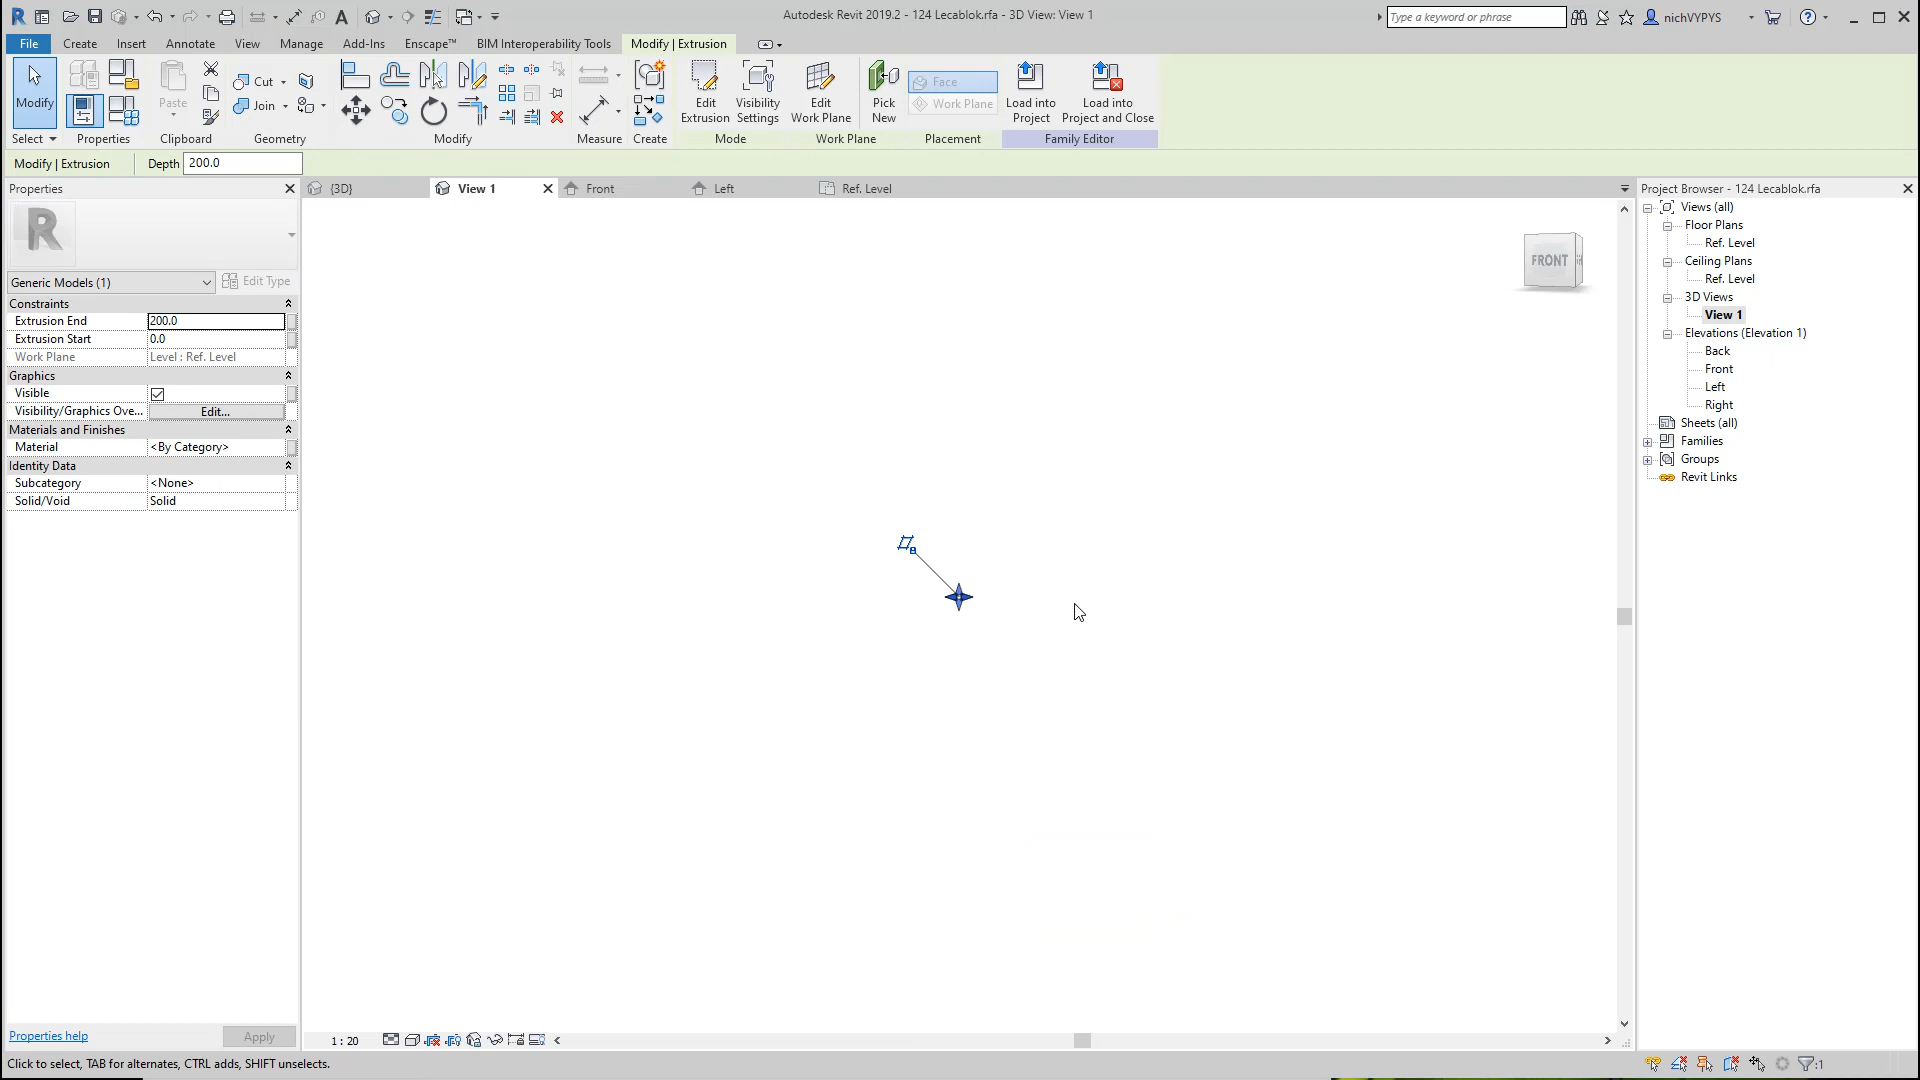 Autodesk Revit 2019.2 - 124 Lecablok.rfa - 3D View: View 1
Type a keyword or phrase
nichVYPYS
File
Create
Insert
Annotate
View
Manage
Add-Ins
Enscape™
BIM Interoperability Tools
Modify | Extrusion
Modify
Paste
Cut
Join
Edit
Extrusion
Visibility
Settings
Edit
Work Plane
Pick
New
Face
Work Plane
Load into
Project
Load into
Project and Close
Select
Properties
Clipboard
Geometry
Modify
Measure
Create
Mode
Work Plane
Placement
Family Editor
Modify | Extrusion
Depth 200.0
Properties
{3D}
View 1
Front
Left
Ref. Level
Project Browser - 124 Lecablok.rfa
Generic Models (1)
Edit Type
Constraints
Extrusion End 200.0
Extrusion Start 0.0
Work Plane Level : Ref. Level
Graphics
Visible
Visibility/Graphics Ove... Edit...
Materials and Finishes
Material <By Category>
Identity Data
Subcategory <None>
Solid/Void Solid
FRONT
Views (all)
Floor Plans
Ref. Level
Ceiling Plans
Ref. Level
3D Views
View 1
Elevations (Elevation 1)
Back
Front
Left
Right
Sheets (all)
Families
Groups
Revit Links
Properties help
Apply
1 : 20
Click to select, TAB for alternates, CTRL adds, SHIFT unselects.
:1